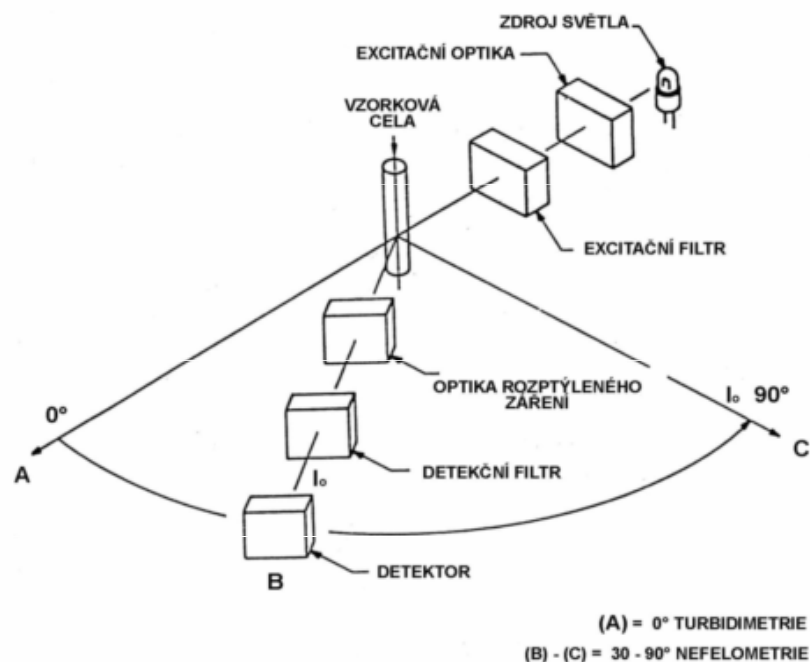 ZDROJ SVĚTLA
EXCITAČNÍ OPTIKA
VZORKOVÁ
CELA
EXCITAČNÍ FILTR
OPTIKA ROZPTÝLENÉHO
ZÁŘENÍ
0°
I₀ 90°
A
C
DETEKČNÍ FILTR
I₀
DETEKTOR
B
(A) = 0° TURBIDIMETRIE
(B) - (C) = 30 - 90° NEFELOMETRIE